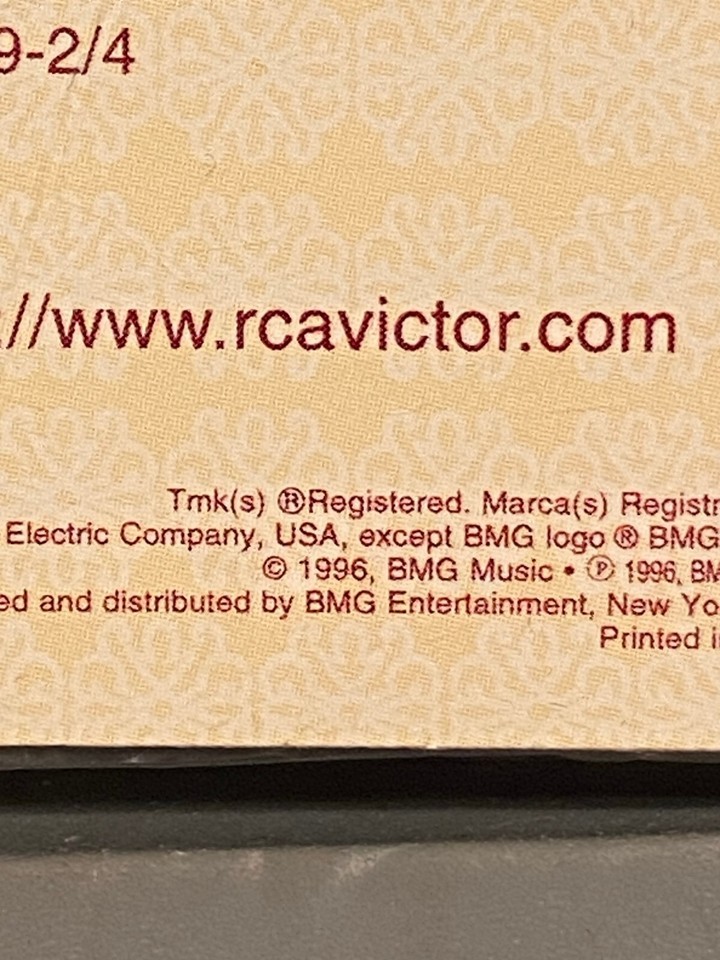 9-2/4
://www.rcavictor.com
Tmk(s) ®Registered. Marca(s) Registr
Electric Company, USA, except BMG logo ® BMG
© 1996, BMG Music • ℗ 1996, BM
ed and distributed by BMG Entertainment, New Yo
Printed i